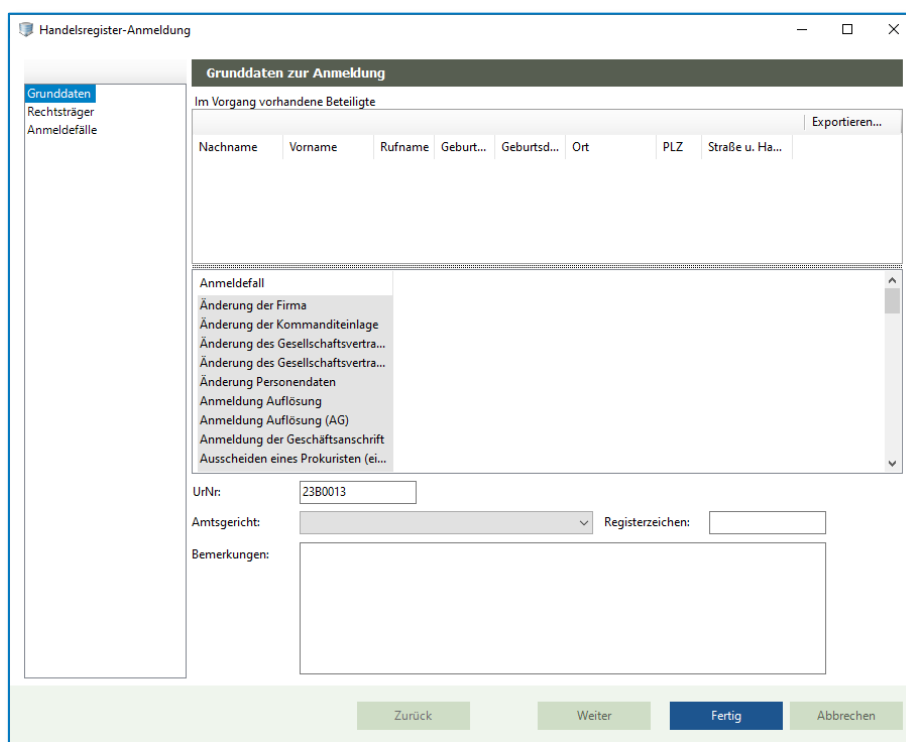 Handelsregister-Anmeldung
Grunddaten zur Anmeldung
Grunddaten
Rechtsträger
Anmeldefälle
Im Vorgang vorhandene Beteiligte
Exportieren...
Nachname Vorname Rufname Geburt... Geburtsd... Ort PLZ Straße u. Ha...
Anmeldefall
Änderung der Firma
Änderung der Kommanditeinlage
Änderung des Gesellschaftsvertra...
Änderung des Gesellschaftsvertra...
Änderung Personendaten
Anmeldung Auflösung
Anmeldung Auflösung (AG)
Anmeldung der Geschäftsanschrift
Ausscheiden eines Prokuristen (ei...
UrNr: 23B0013
Amtsgericht: Registerzeichen:
Bemerkungen:
Zurück Weiter Fertig Abbrechen